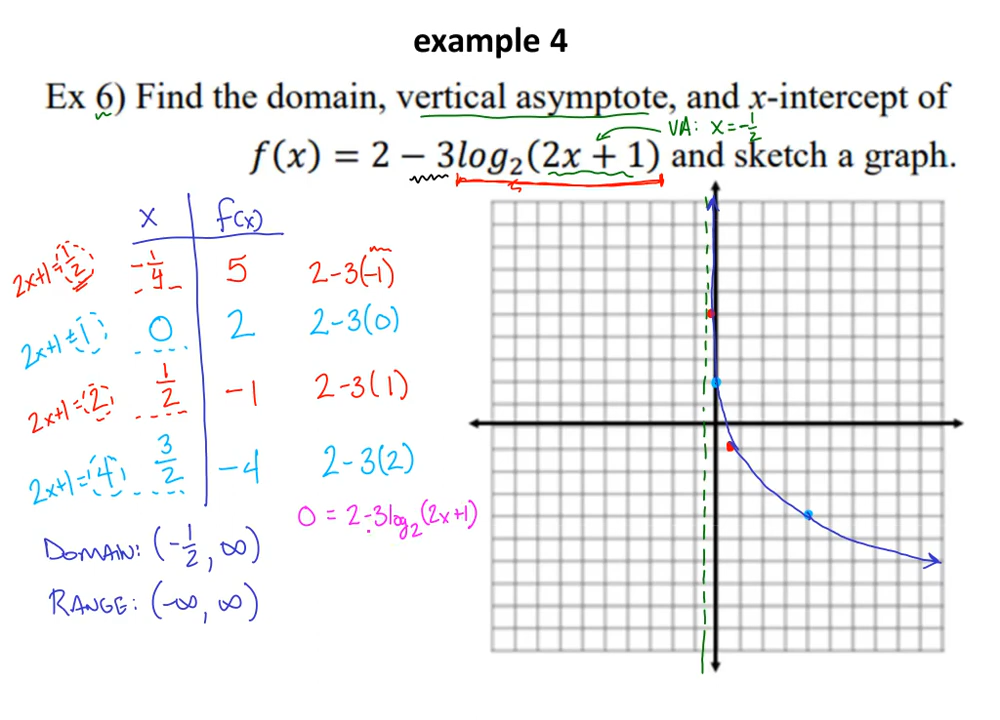 example 4
Ex 6) Find the domain, vertical asymptote, and x-intercept of
VA: x=-1/2
f(x) = 2 − 3log₂(2x + 1) and sketch a graph.
x f(x)
2x+1=1/2 -1/4 5 2-3(-1)
2x+1=1 0 2 2-3(0)
2x+1=2 1/2 -1 2-3(1)
2x+1=4 3/2 -4 2-3(2)
0 = 2-3log₂(2x+1)
DOMAIN: (-1/2, ∞)
RANGE: (-∞, ∞)